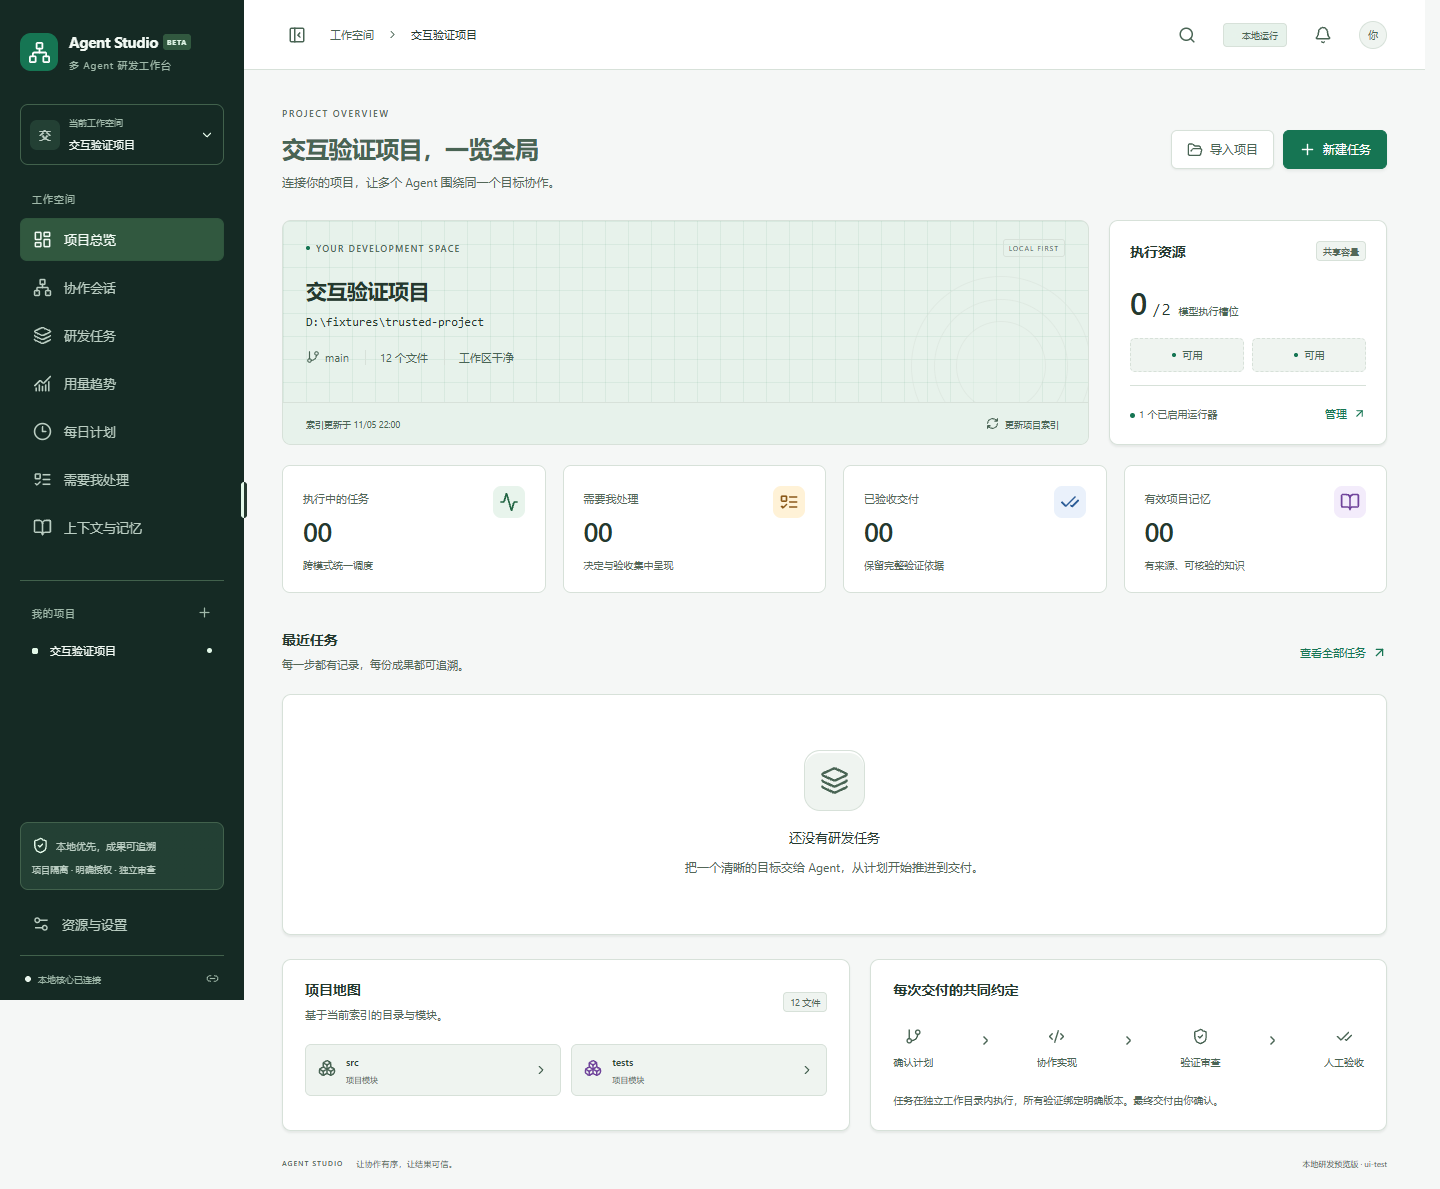 Agent Studio BETA
多 Agent 研发工作台
当前工作空间
交 交互验证项目
工作空间
项目总览
协作会话
研发任务
用量趋势
每日计划
需要我处理
上下文与记忆
我的项目
交互验证项目
本地优先，成果可追溯
项目隔离 · 明确授权 · 独立审查
资源与设置
本地核心已连接
工作空间 交互验证项目
本地运行 你
PROJECT OVERVIEW
交互验证项目，一览全局
连接你的项目，让多个 Agent 围绕同一个目标协作。
导入项目 新建任务
YOUR DEVELOPMENT SPACE LOCAL FIRST
交互验证项目
D:\fixtures\trusted-project
main 12 个文件 工作区干净
索引更新于 11/05 22:00 更新项目索引
执行资源 共享容量
0 / 2 模型执行槽位
可用 可用
1 个已启用运行器 管理
执行中的任务
00
跨模式统一调度
需要我处理
00
决定与验收集中呈现
已验收交付
00
保留完整验证依据
有效项目记忆
00
有来源、可核验的知识
最近任务
每一步都有记录，每份成果都可追溯。
查看全部任务
还没有研发任务
把一个清晰的目标交给 Agent，从计划开始推进到交付。
项目地图
基于当前索引的目录与模块。
12 文件
src
项目模块
tests
项目模块
每次交付的共同约定
确认计划 协作实现 验证审查 人工验收
任务在独立工作目录内执行，所有验证绑定明确版本。最终交付由你确认。
AGENT STUDIO 让协作有序，让结果可信。
本地研发预览版 · ui-test